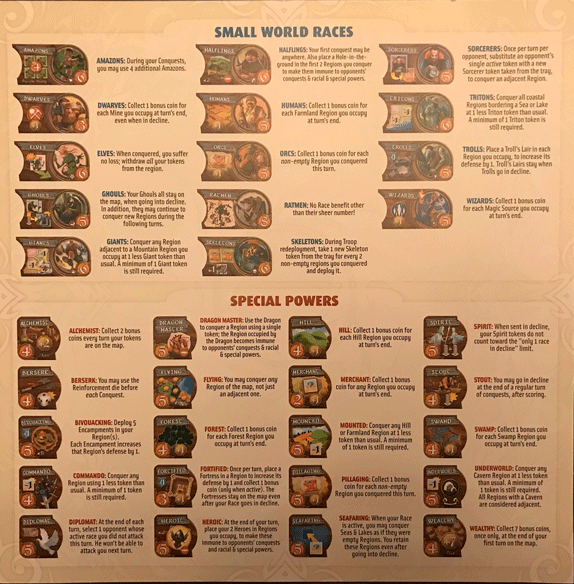 SMALL WORLD RACES
AMAZONS
AMAZONS: During your Conquests,
you may use 4 additional Amazons.
DWARVES
DWARVES: Collect 1 bonus coin for
each Mine you occupy at turn's end,
even when in decline.
ELVES
ELVES: When conquered, you suffer
no loss; withdraw all your tokens
from the region.
GHOULS
GHOULS: Your Ghouls all stay on
the map, when going into decline.
In addition, they may continue to
conquer new Regions during the
following turns.
GIANTS
GIANTS: Conquer any Region
adjacent to a Mountain Region you
occupy at 1 less Giant token than
usual. A minimum of 1 Giant token
is still required.
HALFLINGS
HALFLINGS: Your first conquest may be
anywhere. Also place a Hole-in-the-
ground in the first 2 Regions you conquer
to make them immune to opponents'
conquests & racial & special powers.
HUMANS
HUMANS: Collect 1 bonus coin for
each Farmland Region you occupy
at turn's end.
ORCS
ORCS: Collect 1 bonus coin for
each non-empty Region you conquered
this turn.
RATMEN
RATMEN: No Race benefit other
than their sheer number!
SKELETONS
SKELETONS: During Troop
redeployment, take 1 new Skeleton
token from the tray for every 2
non-empty regions you conquered
and deploy it.
SORCERERS
SORCERERS: Once per turn per
opponent, substitute an opponent's
single active token with a new
Sorcerer token taken from the tray,
to conquer an adjacent Region.
TRITONS
TRITONS: Conquer all coastal
Regions bordering a Sea or Lake
at 1 less Triton token than usual.
A minimum of 1 Triton token is
still required.
TROLLS
TROLLS: Place a Troll's Lair in each
Region you occupy, to increase its
defense by 1. Troll's Lairs stay when
Trolls go in decline.
WIZARDS
WIZARDS: Collect 1 bonus coin
for each Magic Source you occupy
at turn's end.
SPECIAL POWERS
ALCHEMIST
ALCHEMIST: Collect 2 bonus
coins every turn your tokens
are on the map.
BERSERK
BERSERK: You may use the
Reinforcement die before
each Conquest.
BIVOUACKING
BIVOUACKING: Deploy 5
Encampments in your
Region(s).
Each Encampment increases
that Region's defense by 1.
COMMANDO
COMMANDO: Conquer any
Region using 1 less token than
usual. A minimum of 1 token
is still required.
DIPLOMAT
DIPLOMAT: At the end of each
turn, select 1 opponent whose
active race you did not attack
this turn. He won't be able to
attack you next turn.
DRAGON
MASTER
DRAGON MASTER: Use the Dragon
to conquer a Region using a single
token; the Region occupied by
the Dragon becomes immune
to opponents' conquests & racial
& special powers.
FLYING
FLYING: You may conquer any
Region of the map, not just
an adjacent one.
FOREST
FOREST: Collect 1 bonus coin
for each Forest Region you occupy
at turn's end.
FORTIFIED
FORTIFIED: Once per turn, place a
Fortress in a Region to increase its
defense by 1 and collect 1 bonus
coin (only when active). The
Fortresses stay on the map even
after your Race goes in decline.
HEROIC
HEROIC: At the end of your turn,
place your 2 Heroes in Regions
you occupy, to make these
immune to opponents' conquests
and racial & special powers.
HILL
HILL: Collect 1 bonus coin for
each Hill Region you occupy
at turn's end.
MERCHANT
MERCHANT: Collect 1 bonus
coin for any Region you occupy
at turn's end.
MOUNTED
MOUNTED: Conquer any Hill
or Farmland Region at 1 less
token than usual. A minimum
of 1 token is still required.
PILLAGING
PILLAGING: Collect 1 bonus
coin for each non-empty
Region you conquered this turn.
SEAFARING
SEAFARING: When your Race
is active, you may conquer
Seas & Lakes as if they were
empty Regions. You retain
these Regions even after
going into decline.
SPIRIT
SPIRIT: When sent in decline,
your Spirit tokens do not
count toward the "only 1 race
in decline" limit.
STOUT
STOUT: You may go in decline
at the end of a regular turn
of conquests, after scoring.
SWAMP
SWAMP: Collect 1 bonus coin
for each Swamp Region you
occupy at turn's end.
UNDERWORLD
UNDERWORLD: Conquer any
Cavern Region at 1 less token
than usual. A minimum of
1 token is still required.
All Regions with a Cavern
are considered adjacent.
WEALTHY
WEALTHY: Collect 7 bonus coins,
once only, at the end of your
first turn on the map.